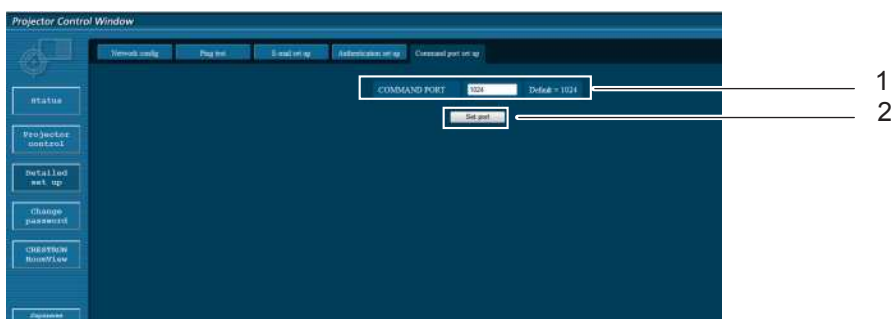 Projector Control Window
Network config Ping test E-mail set up Authentication set up Command port set up
COMMAND PORT 1024 Default = 1024
1
Set port
2
Status
Projector
control
Detailed
set up
Change
password
CRESTRON
RoomView
Japanese